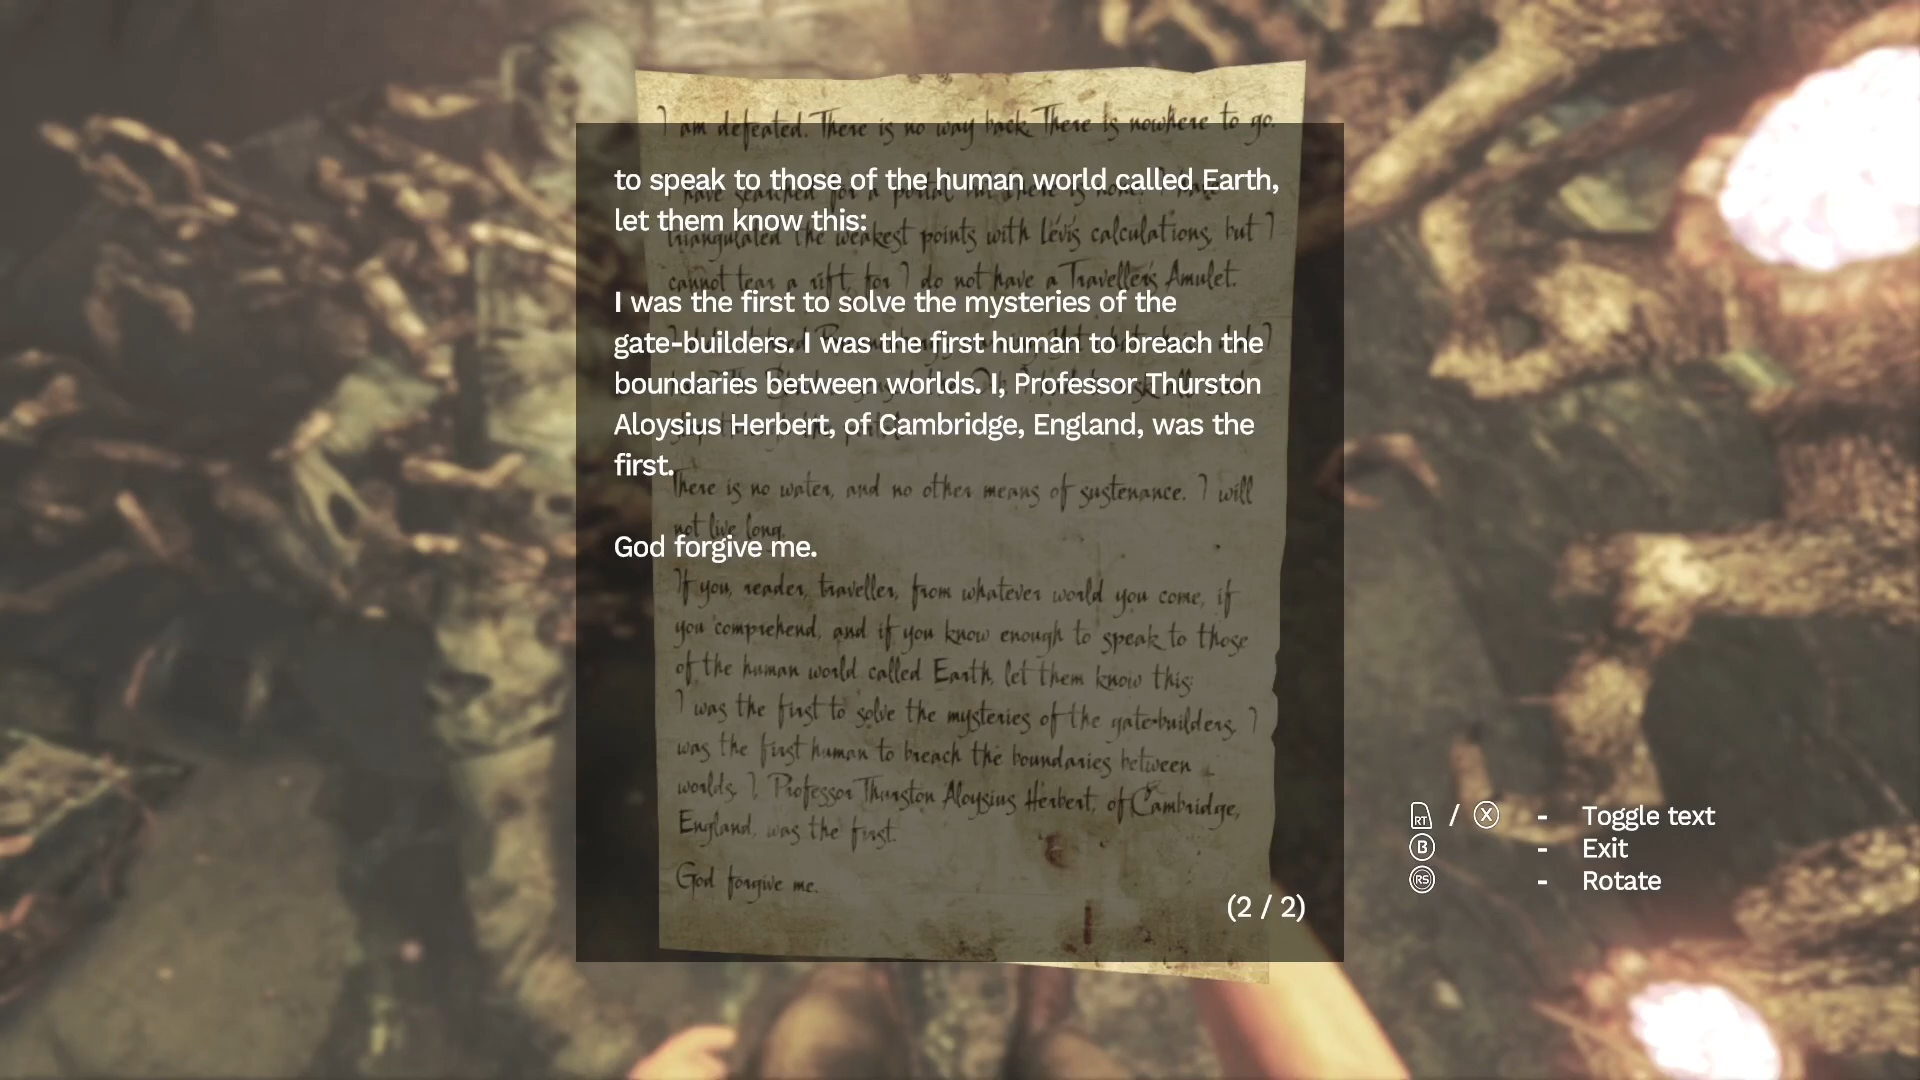 I am defeated. There is no way back. There is nowhere to go.
to speak to those of the human world called Earth,
let them know this:
triangulated the weakest points with Lévi's calculations, but I
cannot tear a rift, for I do not have a Traveller's Amulet.
I was the first to solve the mysteries of the
gate-builders. I was the first human to breach the
boundaries between worlds. I, Professor Thurston
Aloysius Herbert, of Cambridge, England, was the
first.
There is no water, and no other means of sustenance. I will
not live long.
God forgive me.
If you, reader, traveller, from whatever world you come, if
you comprehend, and if you know enough to speak to those
of the human world called Earth, let them know this:
I was the first to solve the mysteries of the gate-builders. I
was the first human to breach the boundaries between
worlds. I, Professor Thurston Aloysius Herbert, of Cambridge,
England, was the first.
God forgive me.
(2 / 2)
RT / X - Toggle text
B - Exit
RS - Rotate